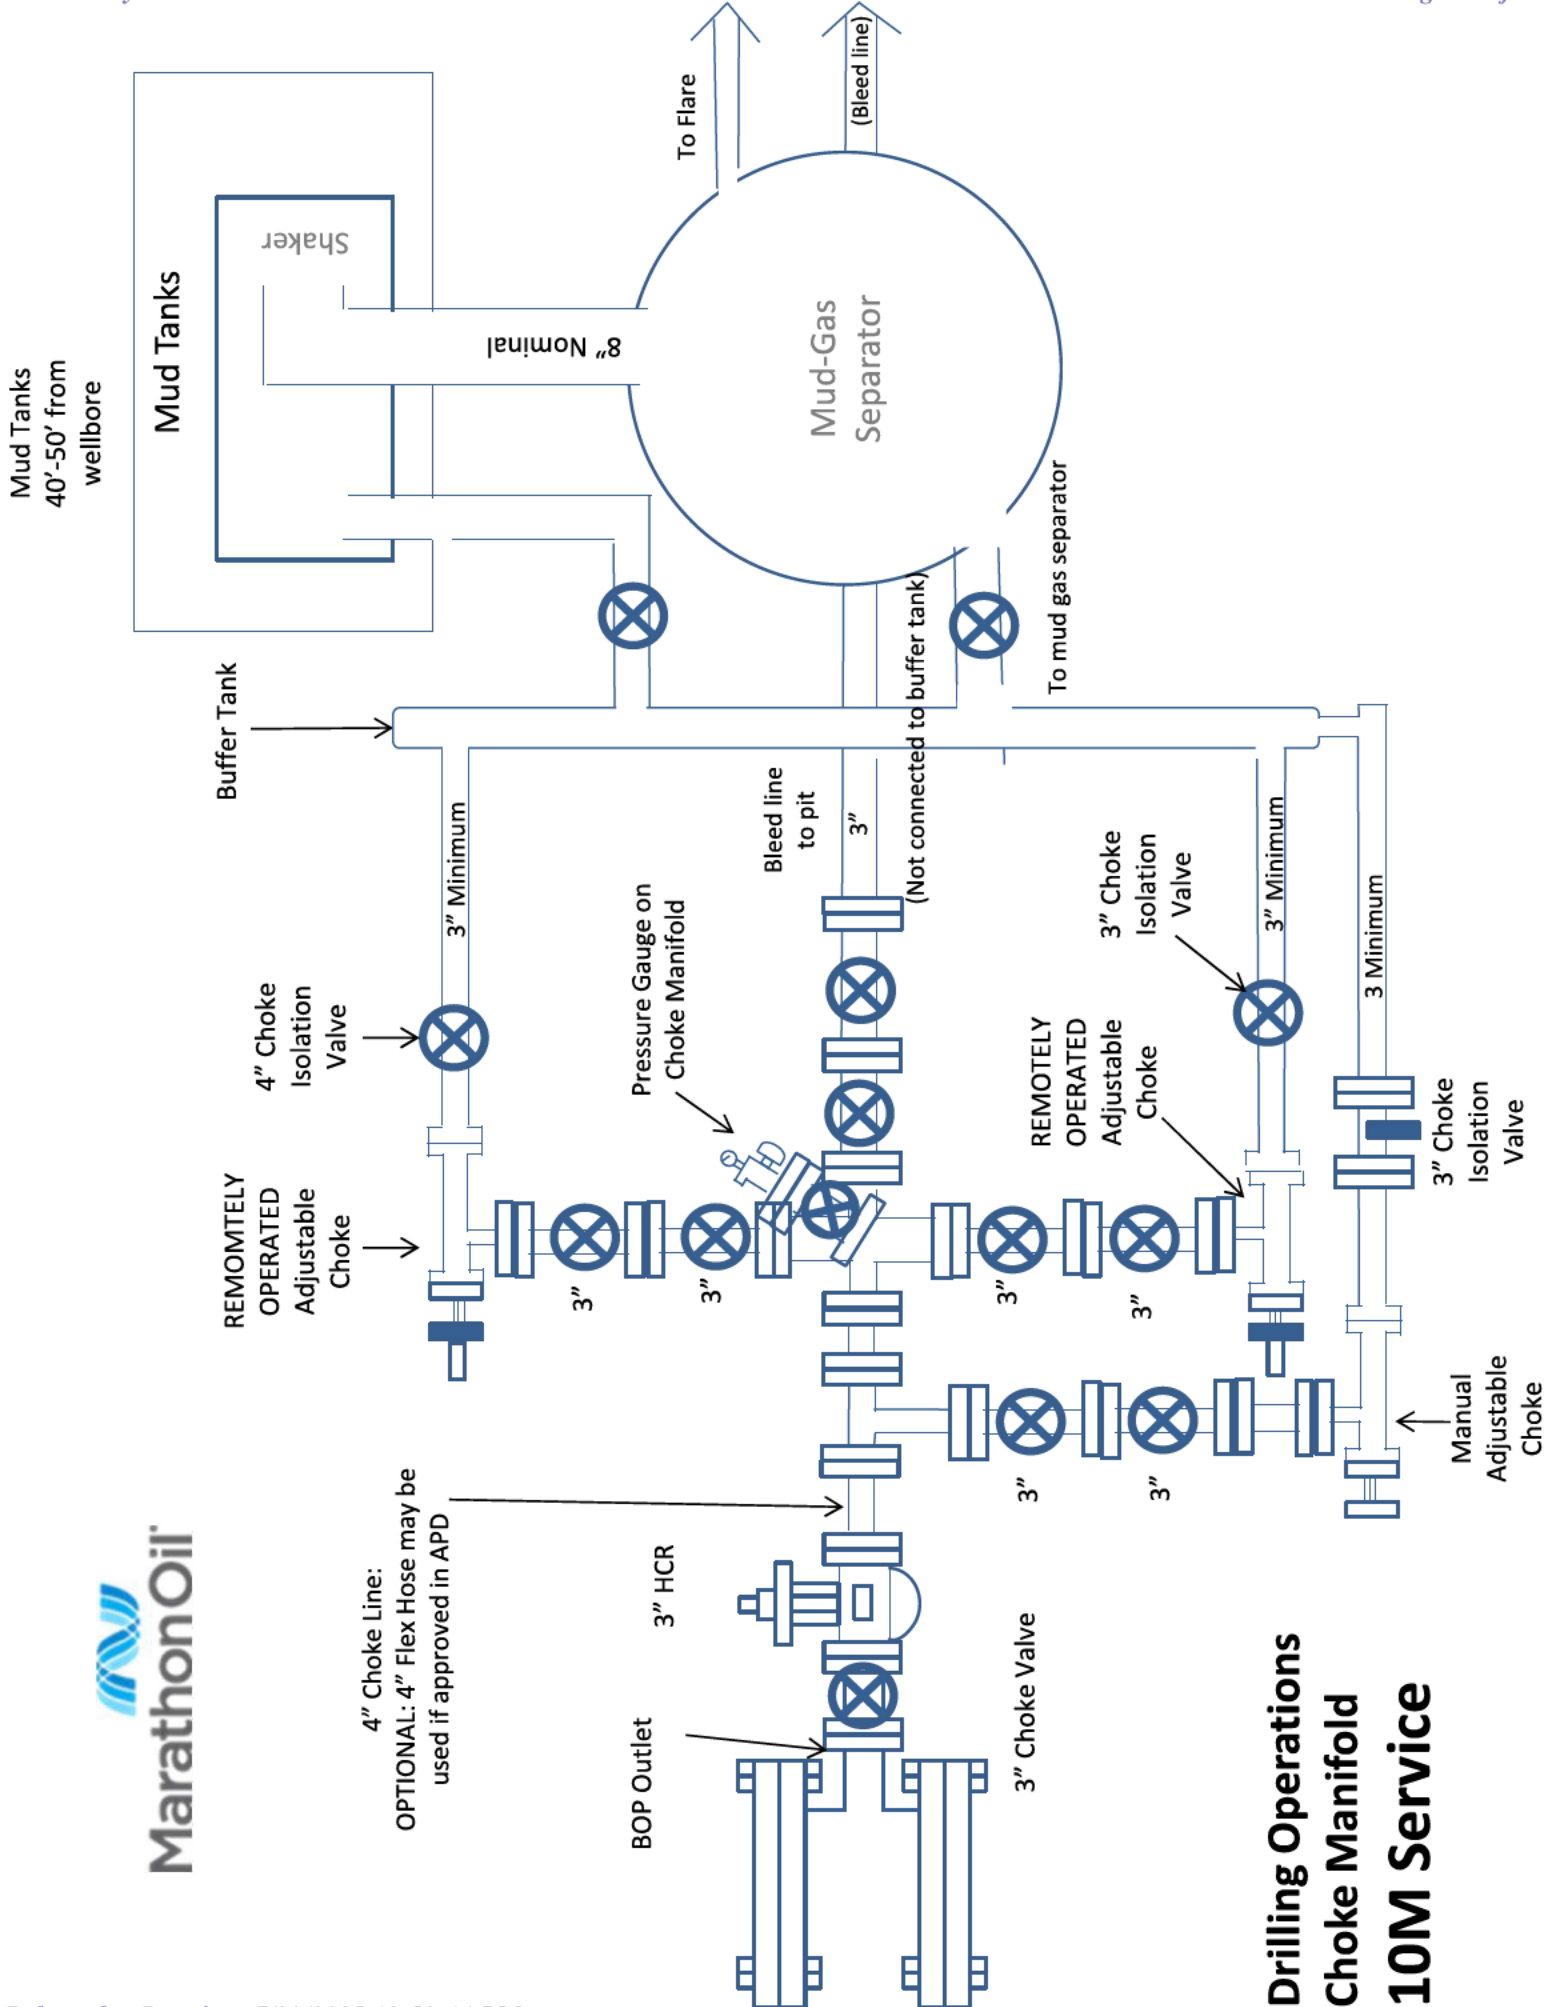 MarathonOil
Mud Tanks
40’-50’ from
wellbore
Mud Tanks
Shaker
8” Nominal
To Flare
(Bleed line)
Mud-Gas
Separator
Buffer Tank
To mud gas separator
(Not connected to buffer tank)
Bleed line
to pit
3”
3” Minimum
4” Choke
Isolation
Valve
REMOMTELY
OPERATED
Adjustable
Choke
Pressure Gauge on
Choke Manifold
3” Choke
Isolation
Valve
3” Minimum
REMOTELY
OPERATED
Adjustable
Choke
3 Minimum
3” Choke
Isolation
Valve
3”
3”
3”
3”
3”
3”
Manual
Adjustable
Choke
4” Choke Line:
OPTIONAL: 4” Flex Hose may be
used if approved in APD
3” HCR
BOP Outlet
3” Choke Valve
Drilling Operations
Choke Manifold
10M Service